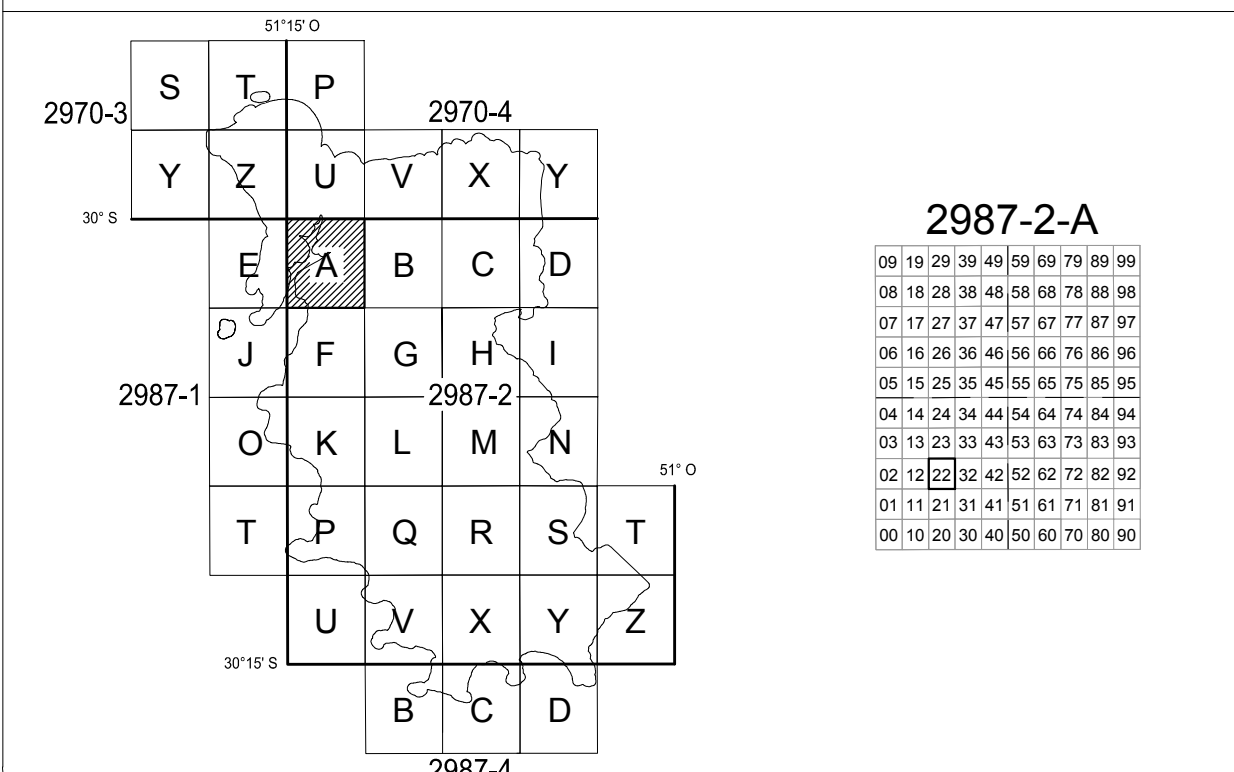 51°15' O
S T P
2970-3 2970-4
Y Z U V X Y
30° S
E A B C D
J F G H I
2987-1 2987-2
O K L M N
51° O
T P Q R S T
U V X Y Z
30°15' S
B C D
2987-4
2987-2-A
09 19 29 39 49 59 69 79 89 99
08 18 28 38 48 58 68 78 88 98
07 17 27 37 47 57 67 77 87 97
06 16 26 36 46 56 66 76 86 96
05 15 25 35 45 55 65 75 85 95
04 14 24 34 44 54 64 74 84 94
03 13 23 33 43 53 63 73 83 93
02 12 22 32 42 52 62 72 82 92
01 11 21 31 41 51 61 71 81 91
00 10 20 30 40 50 60 70 80 90